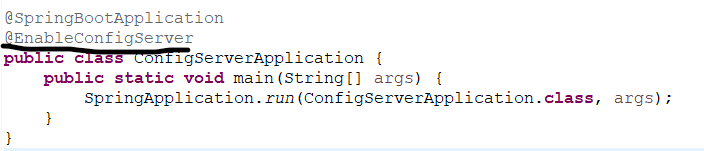 @SpringBootApplication
@EnableConfigServer
public class ConfigServerApplication {
    public static void main(String[] args) {
        SpringApplication.run(ConfigServerApplication.class, args);
    }
}